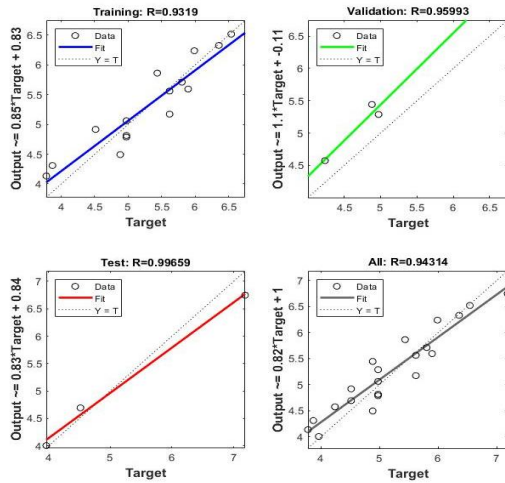 Training: R=0.9319
Output ~= 0.85*Target + 0.83
6.5
6
5.5
5
4.5
4
Data
Fit
Y = T
4
4.5
5
5.5
6
6.5
Target
Validation: R=0.95993
Output ~= 1.1*Target + -0.11
6.5
6
5.5
5
4.5
Data
Fit
Y = T
4.5
5
5.5
6
6.5
Target
Test: R=0.99659
Output ~= 0.83*Target + 0.84
7
6.5
6
5.5
5
4.5
4
Data
Fit
Y = T
4
5
6
7
Target
All: R=0.94314
Output ~= 0.82*Target + 1
7
6.5
6
5.5
5
4.5
4
Data
Fit
Y = T
4
5
6
7
Target